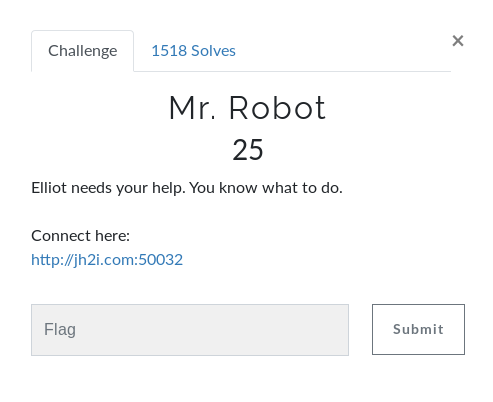 Challenge
1518 Solves
×
Mr. Robot
25
Elliot needs your help. You know what to do.
Connect here:
http://jh2i.com:50032
Flag
Submit